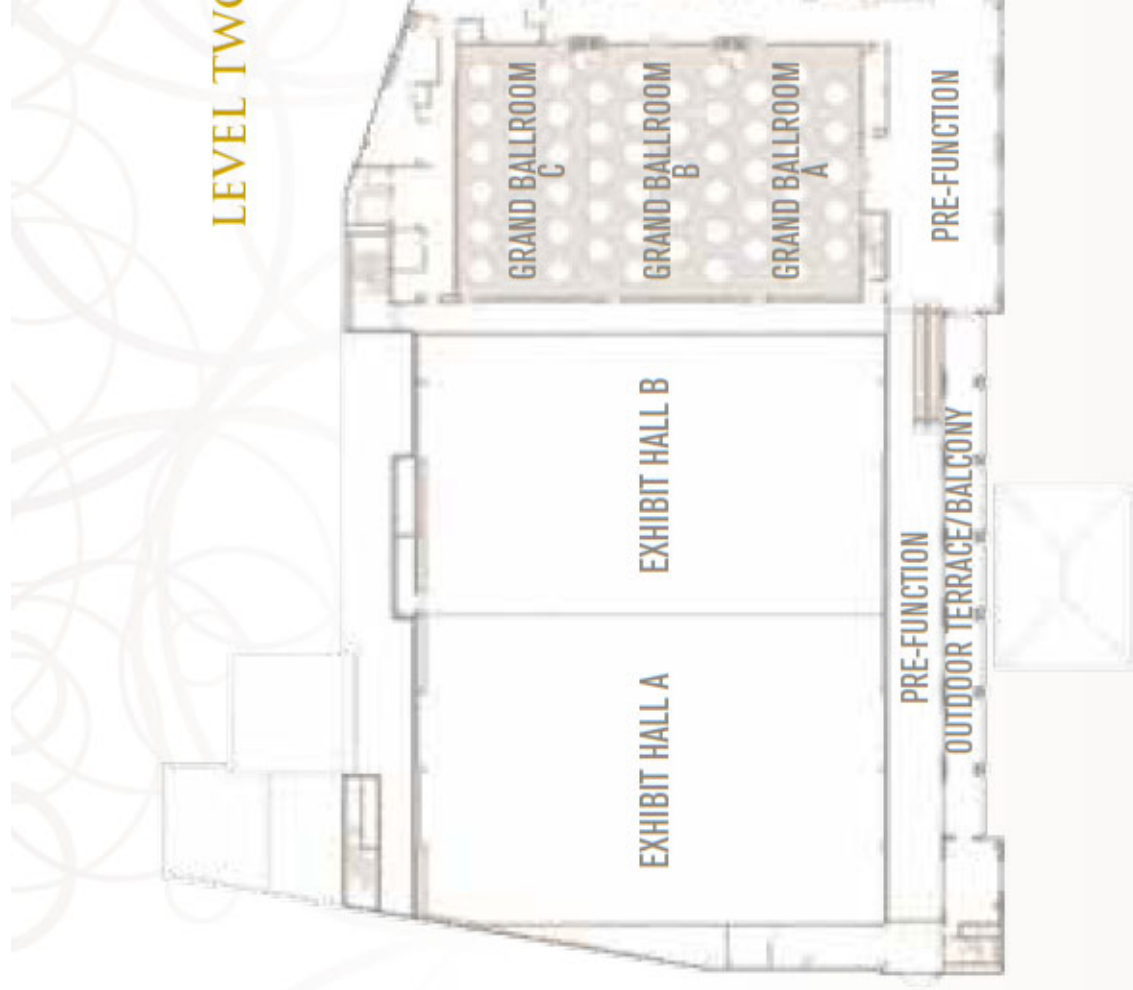 LEVEL TWO
EXHIBIT HALL A
EXHIBIT HALL B
GRAND BALLROOM
C
GRAND BALLROOM
B
GRAND BALLROOM
A
PRE-FUNCTION
PRE-FUNCTION
OUTDOOR TERRACE/BALCONY